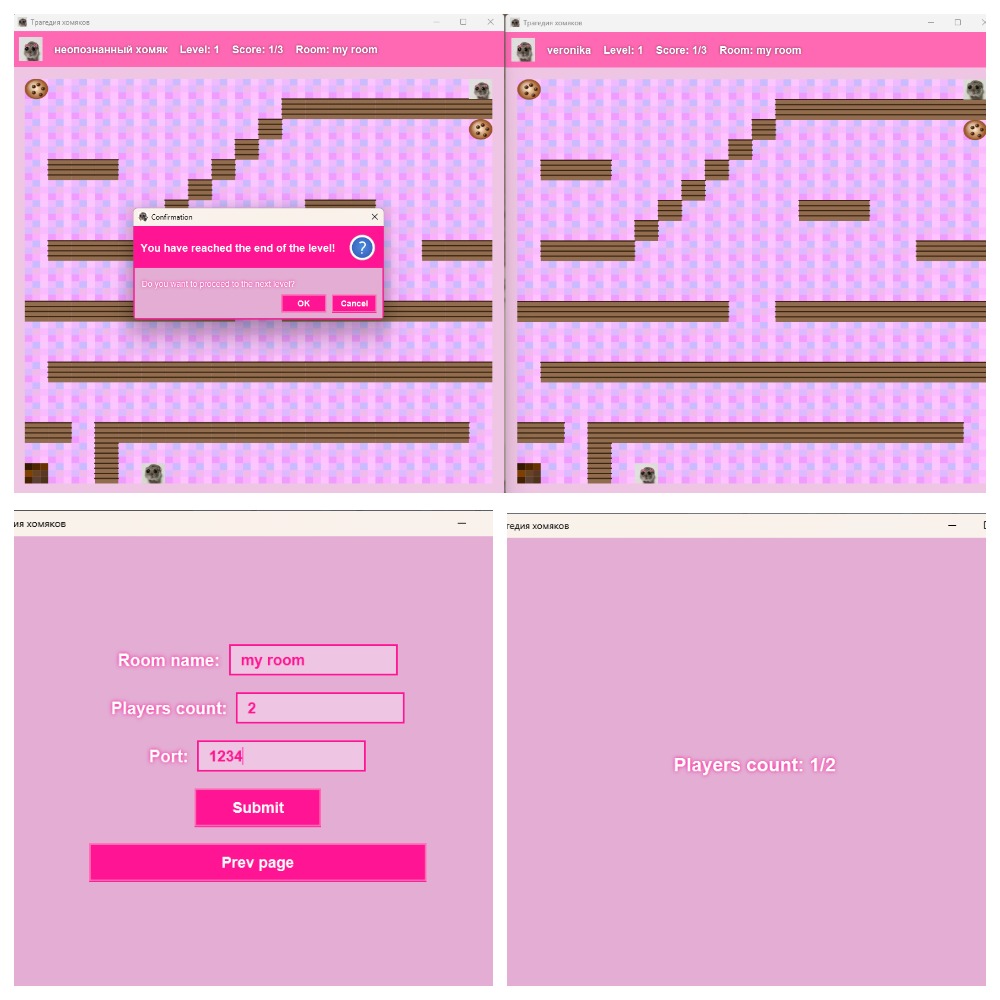 Трагедия хомяков
неопознанный хомяк Level: 1 Score: 1/3 Room: my room
Confirmation
You have reached the end of the level!
?
Do you want to proceed to the next level?
OK Cancel
Трагедия хомяков
veronika Level: 1 Score: 1/3 Room: my room
ия хомяков
Room name: my room
Players count: 2
Port: 1234
Submit
Prev page
гедия хомяков
Players count: 1/2